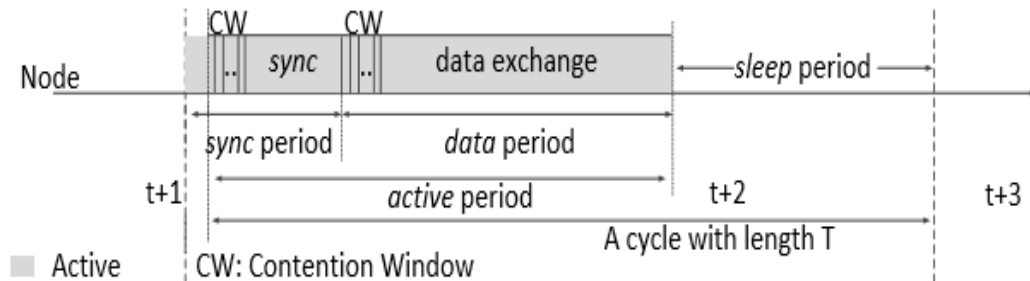 CW CW
Node .. sync .. data exchange sleep period
sync period data period
t+1 active period t+2 t+3
A cycle with length T
Active CW: Contention Window